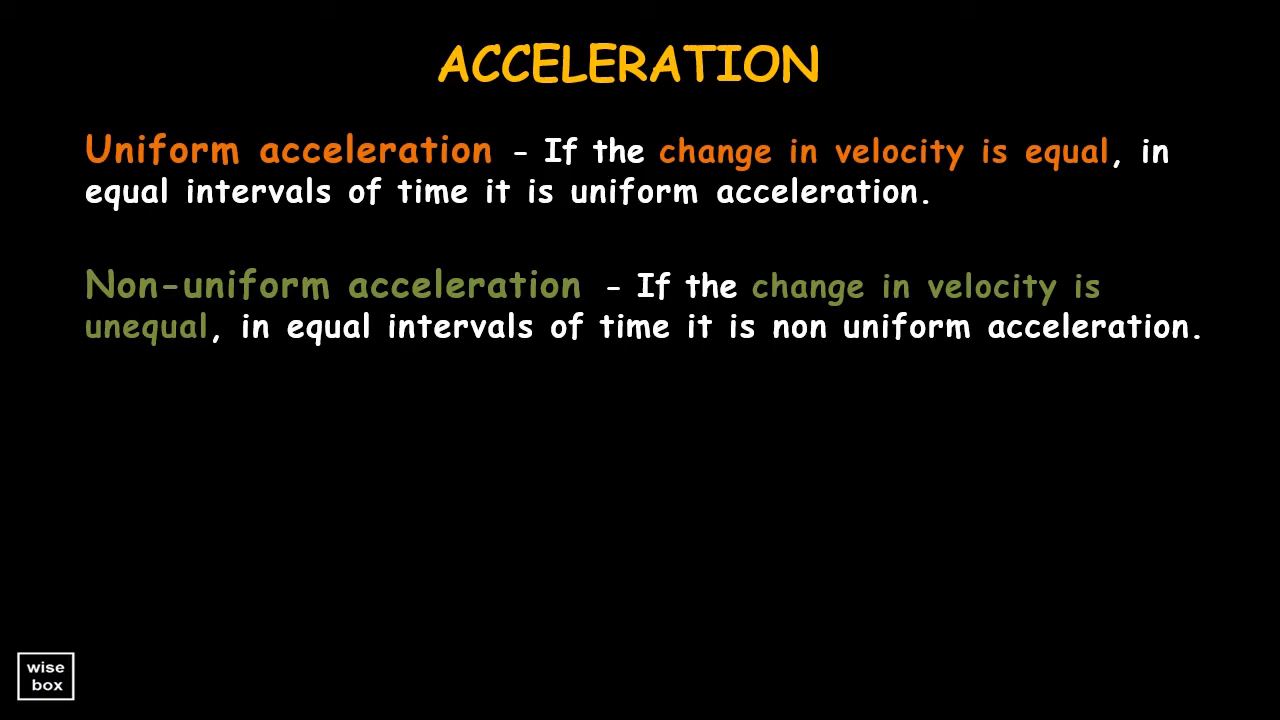 ACCELERATION
Uniform acceleration - If the change in velocity is equal, in
equal intervals of time it is uniform acceleration.
Non-uniform acceleration - If the change in velocity is
unequal, in equal intervals of time it is non uniform acceleration.
wise
box